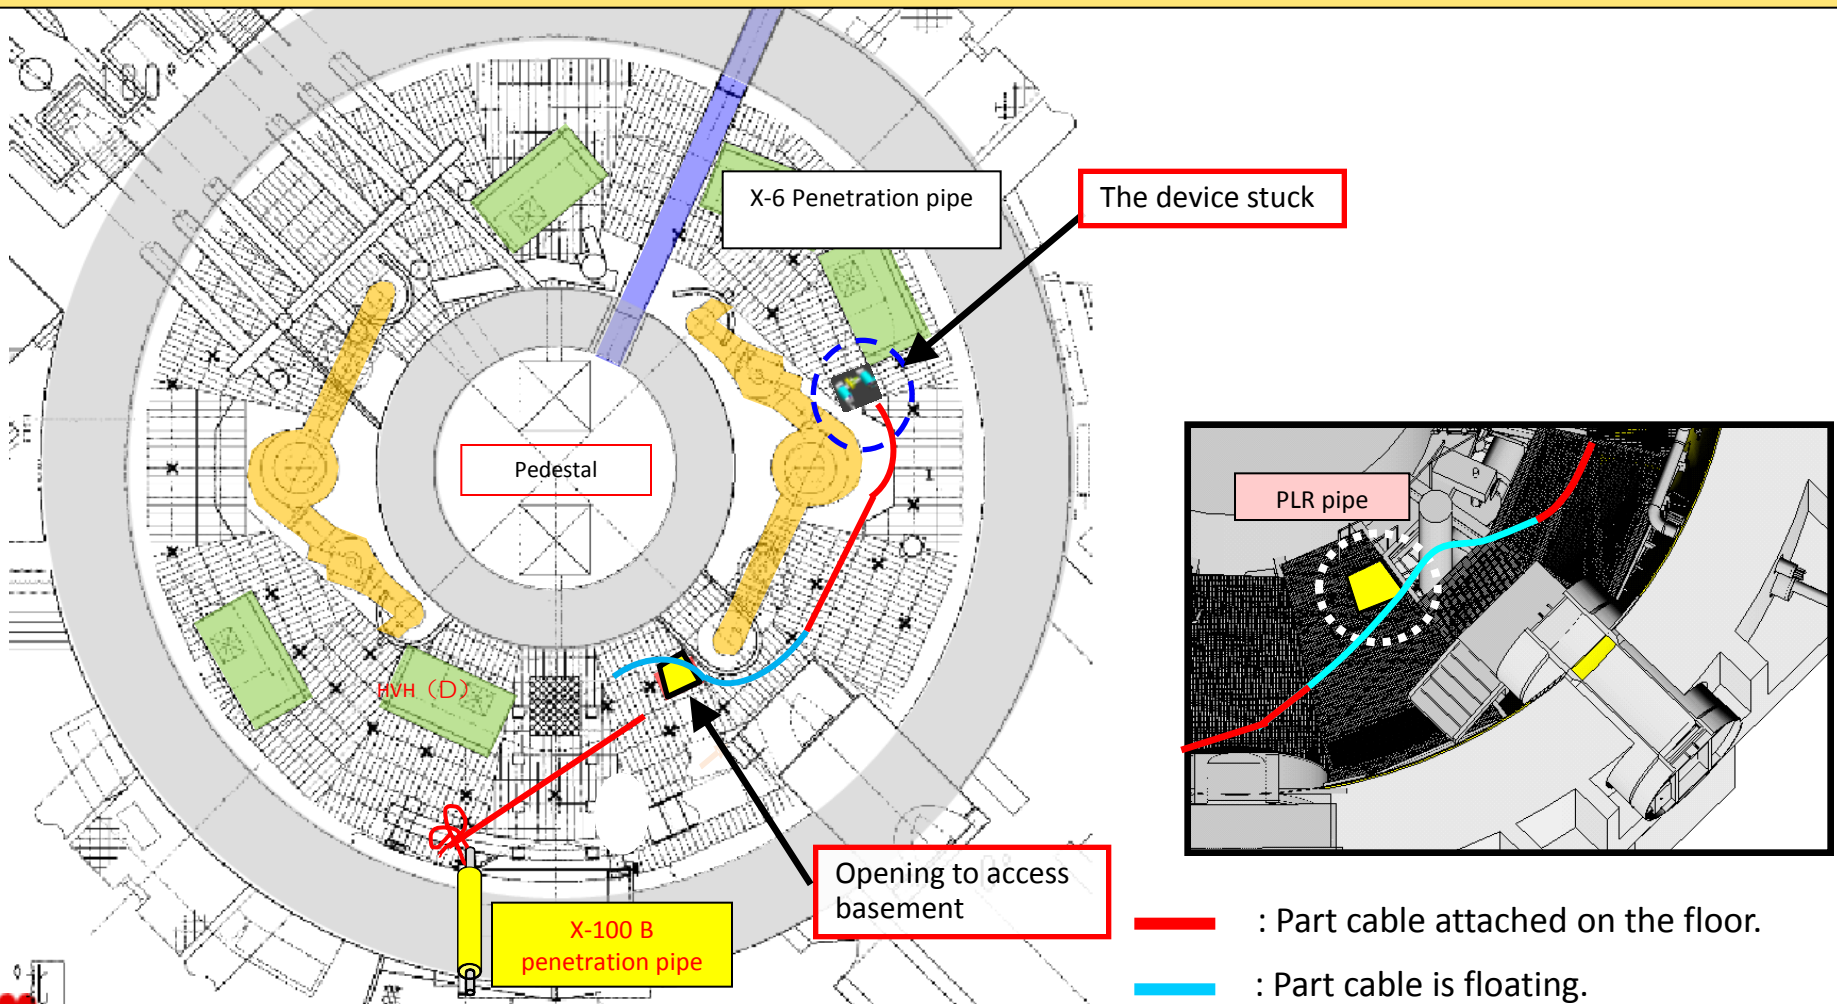 180°
X-6 Penetration pipe
The device stuck
Pedestal
PLR pipe
HVH（D）
Opening to access
basement
X-100 B
penetration pipe
: Part cable attached on the floor.
: Part cable is floating.